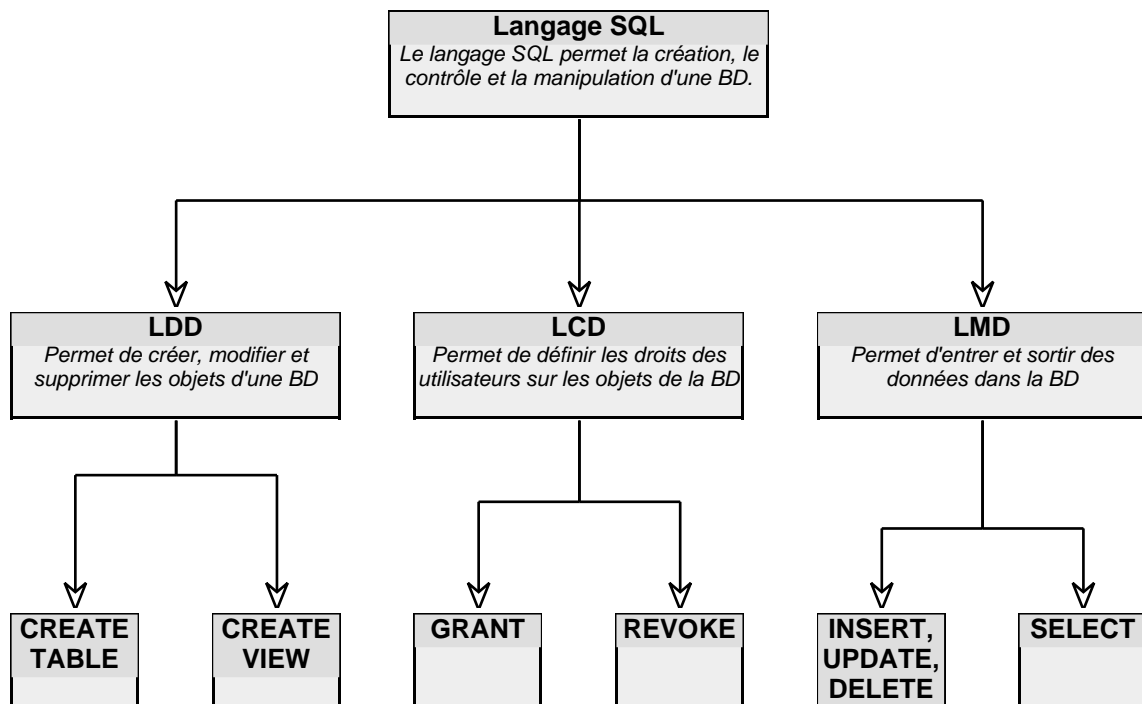 Langage SQL
Le langage SQL permet la création, le
contrôle et la manipulation d'une BD.
LDD
Permet de créer, modifier et
supprimer les objets d'une BD
LCD
Permet de définir les droits des
utilisateurs sur les objets de la BD
LMD
Permet d'entrer et sortir des
données dans la BD
CREATE
TABLE
CREATE
VIEW
GRANT
REVOKE
INSERT,
UPDATE,
DELETE
SELECT